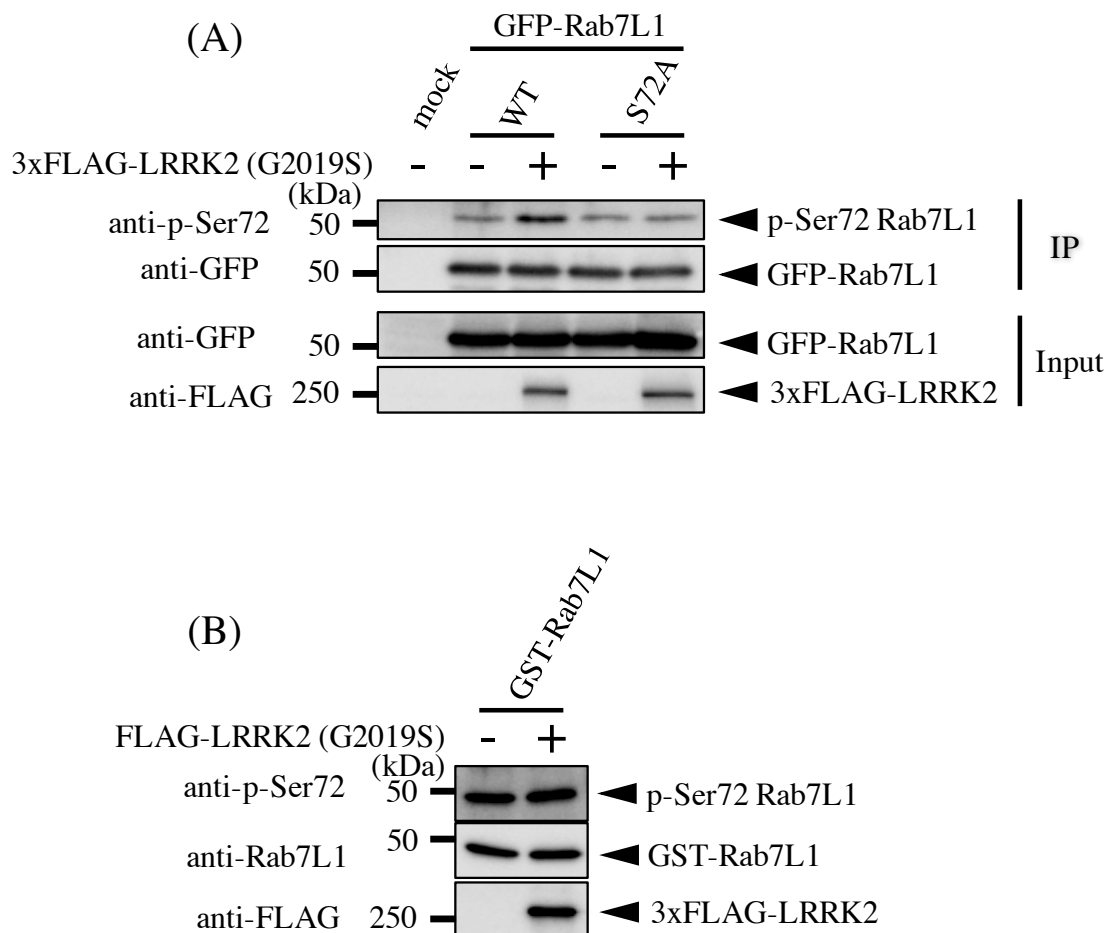 (A)
GFP-Rab7L1
mock
WT
S72A
3xFLAG-LRRK2 (G2019S) - - + - +
(kDa)
anti-p-Ser72 50 p-Ser72 Rab7L1
anti-GFP 50 GFP-Rab7L1
IP
anti-GFP 50 GFP-Rab7L1
anti-FLAG 250 3xFLAG-LRRK2
Input
(B)
GST-Rab7L1
FLAG-LRRK2 (G2019S) - +
(kDa)
anti-p-Ser72 50 p-Ser72 Rab7L1
anti-Rab7L1 50 GST-Rab7L1
anti-FLAG 250 3xFLAG-LRRK2